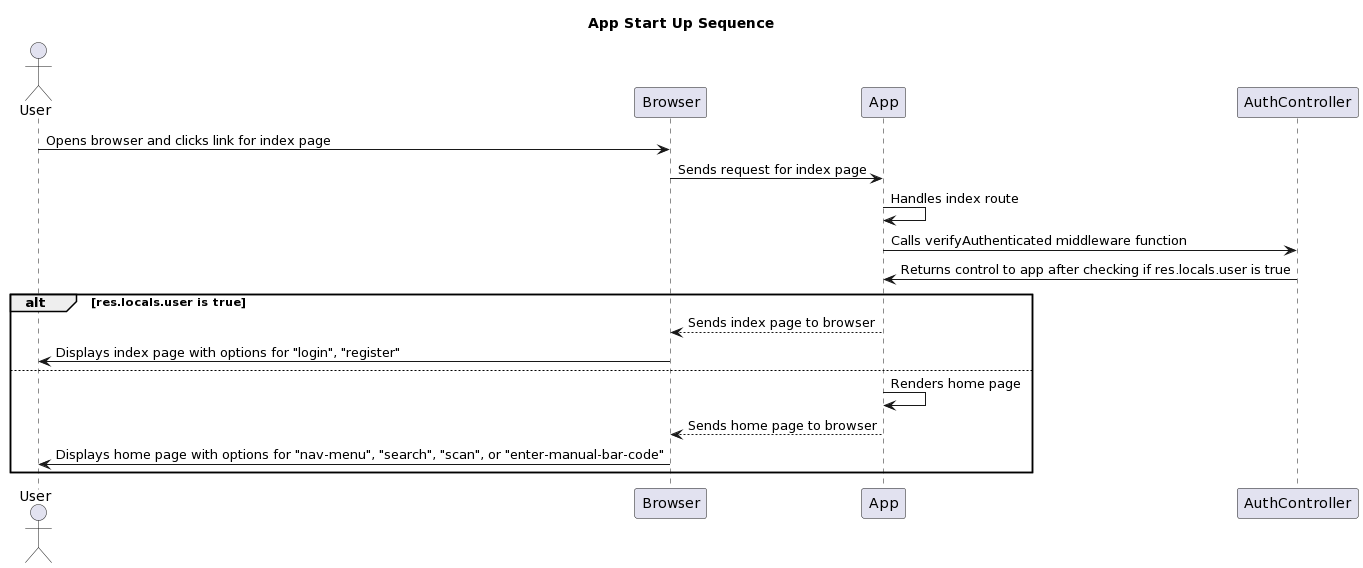 App Start Up Sequence
User
Browser
App
AuthController
Opens browser and clicks link for index page
Sends request for index page
Handles index route
Calls verifyAuthenticated middleware function
Returns control to app after checking if res.locals.user is true
alt [res.locals.user is true]
Sends index page to browser
Displays index page with options for "login", "register"
Renders home page
Sends home page to browser
Displays home page with options for "nav-menu", "search", "scan", or "enter-manual-bar-code"
User
Browser
App
AuthController